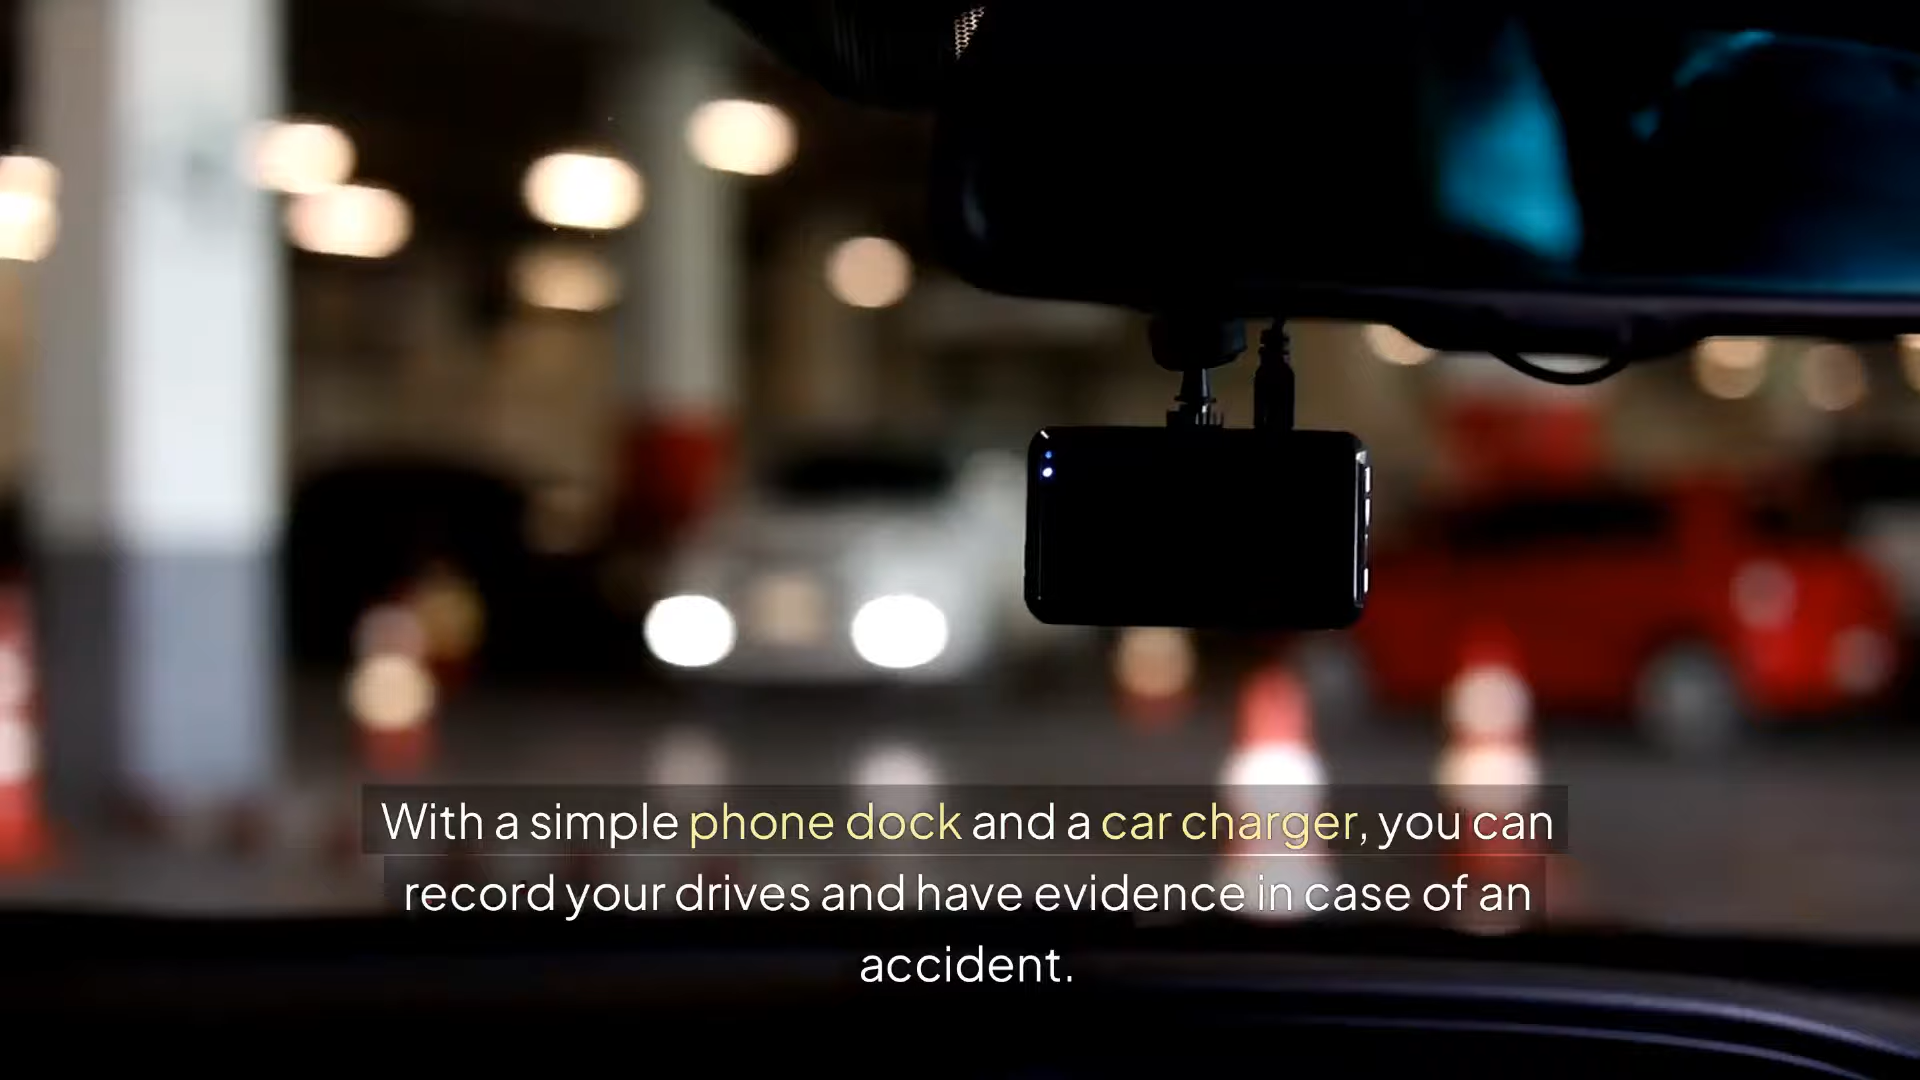 With a simple phone dock and a car charger, you can
record your drives and have evidence in case of an
accident.